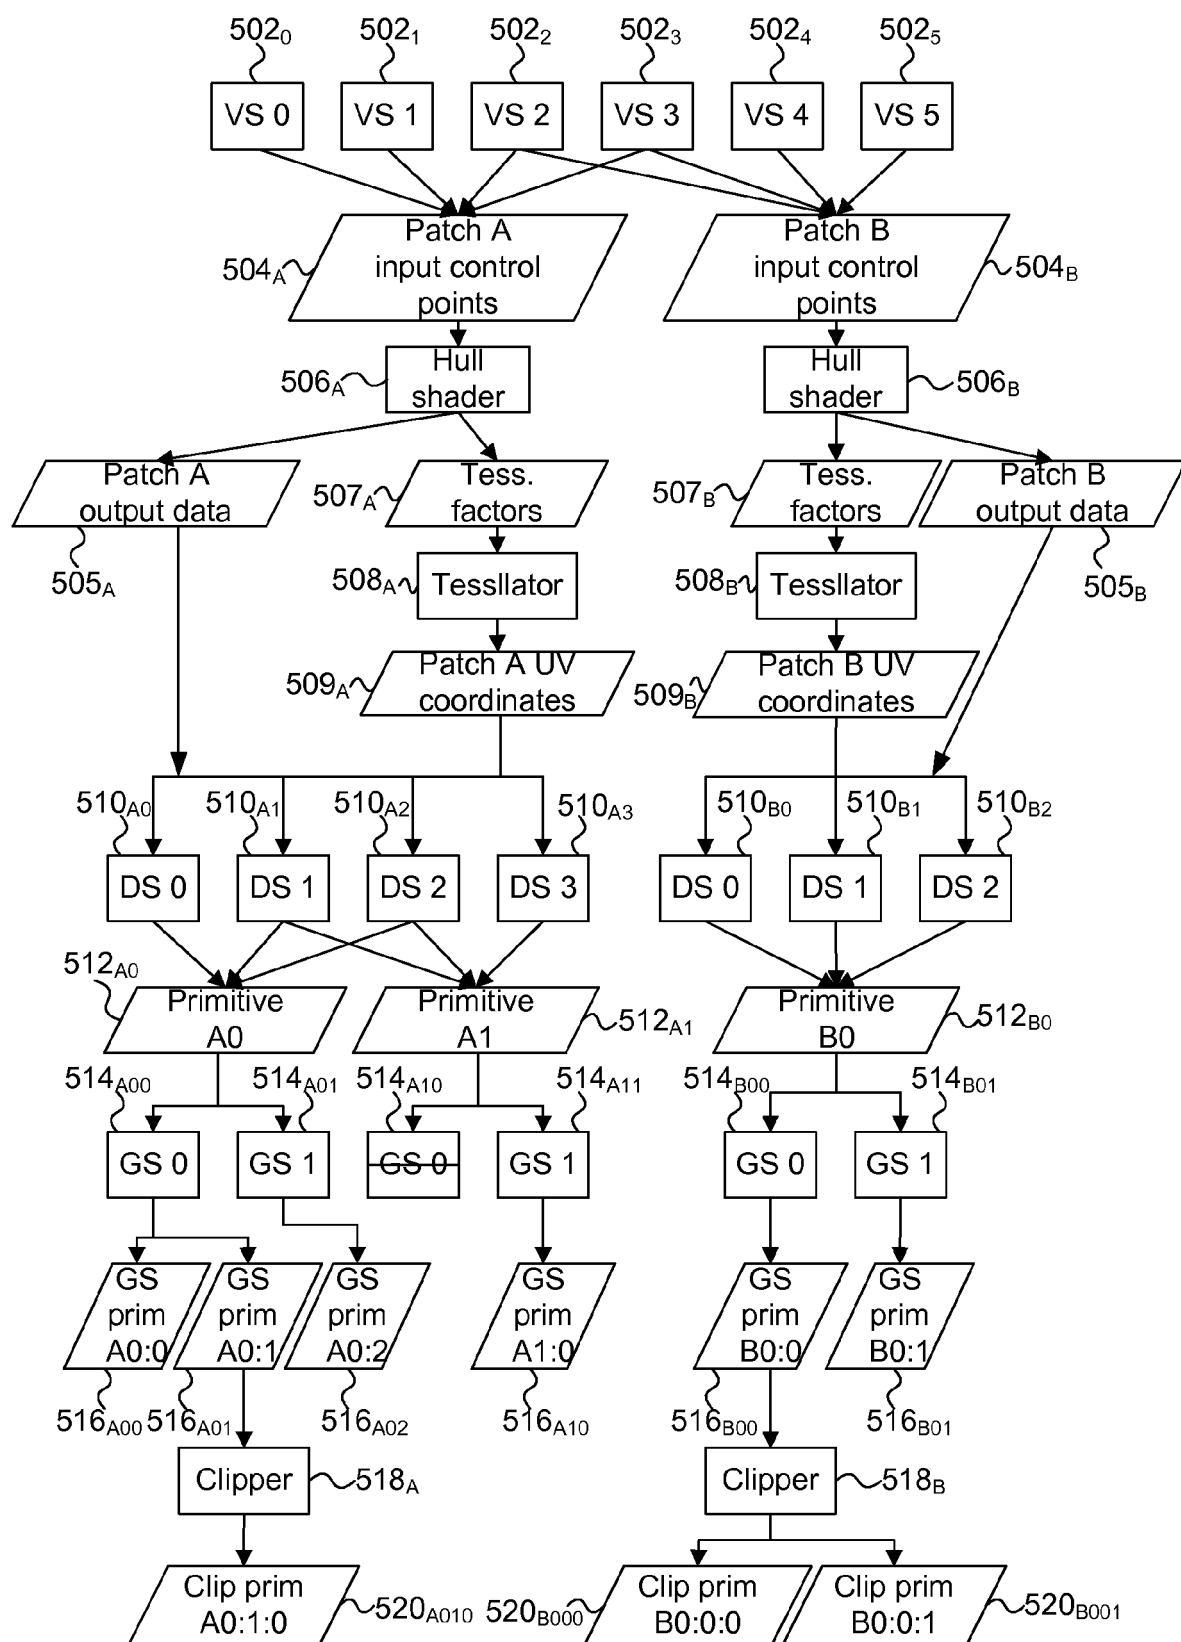 502₀ 502₁ 502₂ 502₃ 502₄ 502₅
VS 0 VS 1 VS 2 VS 3 VS 4 VS 5
Patch A
input control
points
504A
Patch B
input control
points
504B
Hull
shader
506A
Hull
shader
506B
Patch A
output data
505A
Tess.
factors
507A
Tess.
factors
507B
Patch B
output data
505B
508A Tessllator
508B Tessllator
Patch A UV
coordinates
509A
Patch B UV
coordinates
509B
510A0 510A1 510A2 510A3 510B0 510B1 510B2
DS 0 DS 1 DS 2 DS 3 DS 0 DS 1 DS 2
512A0
Primitive
A0
Primitive
A1
512A1
Primitive
B0
512B0
514A00 514A01 514A10 514A11 514B00 514B01
GS 0 GS 1 GS 0 GS 1 GS 0 GS 1
GS
prim
A0:0
GS
prim
A0:1
GS
prim
A0:2
GS
prim
A1:0
GS
prim
B0:0
GS
prim
B0:1
516A00 516A01 516A02 516A10 516B00 516B01
Clipper 518A
Clipper 518B
Clip prim
A0:1:0
520A010
520B000
Clip prim
B0:0:0
Clip prim
B0:0:1
520B001